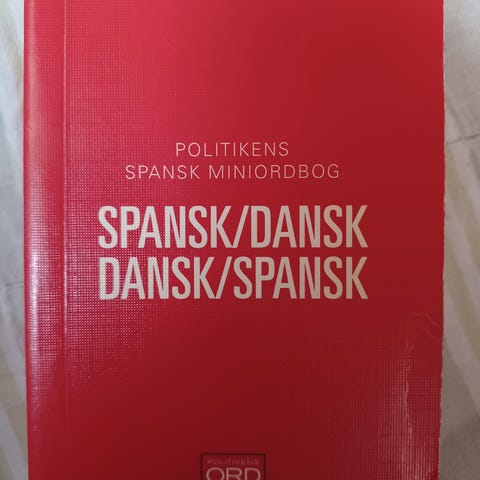 POLITIKENS
SPANSK MINIORDBOG
SPANSK/DANSK
DANSK/SPANSK
POLITIKENS
ORD